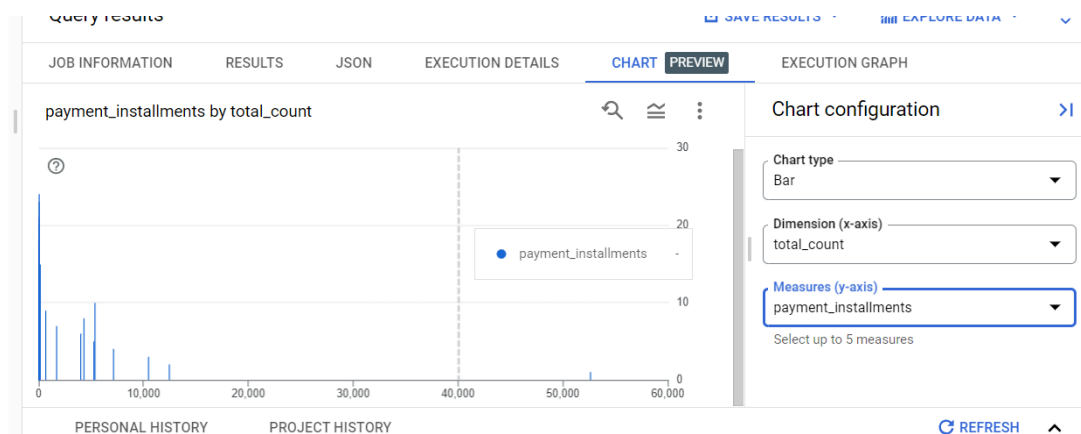 Query results SAVE RESULTS EXPLORE DATA
JOB INFORMATION RESULTS JSON EXECUTION DETAILS CHART PREVIEW EXECUTION GRAPH
payment_installments by total_count
Chart configuration
30
20
10
0
payment_installments -
0 10,000 20,000 30,000 40,000 50,000 60,000
Chart type
Bar
Dimension (x-axis)
total_count
Measures (y-axis)
payment_installments
Select up to 5 measures
PERSONAL HISTORY PROJECT HISTORY REFRESH